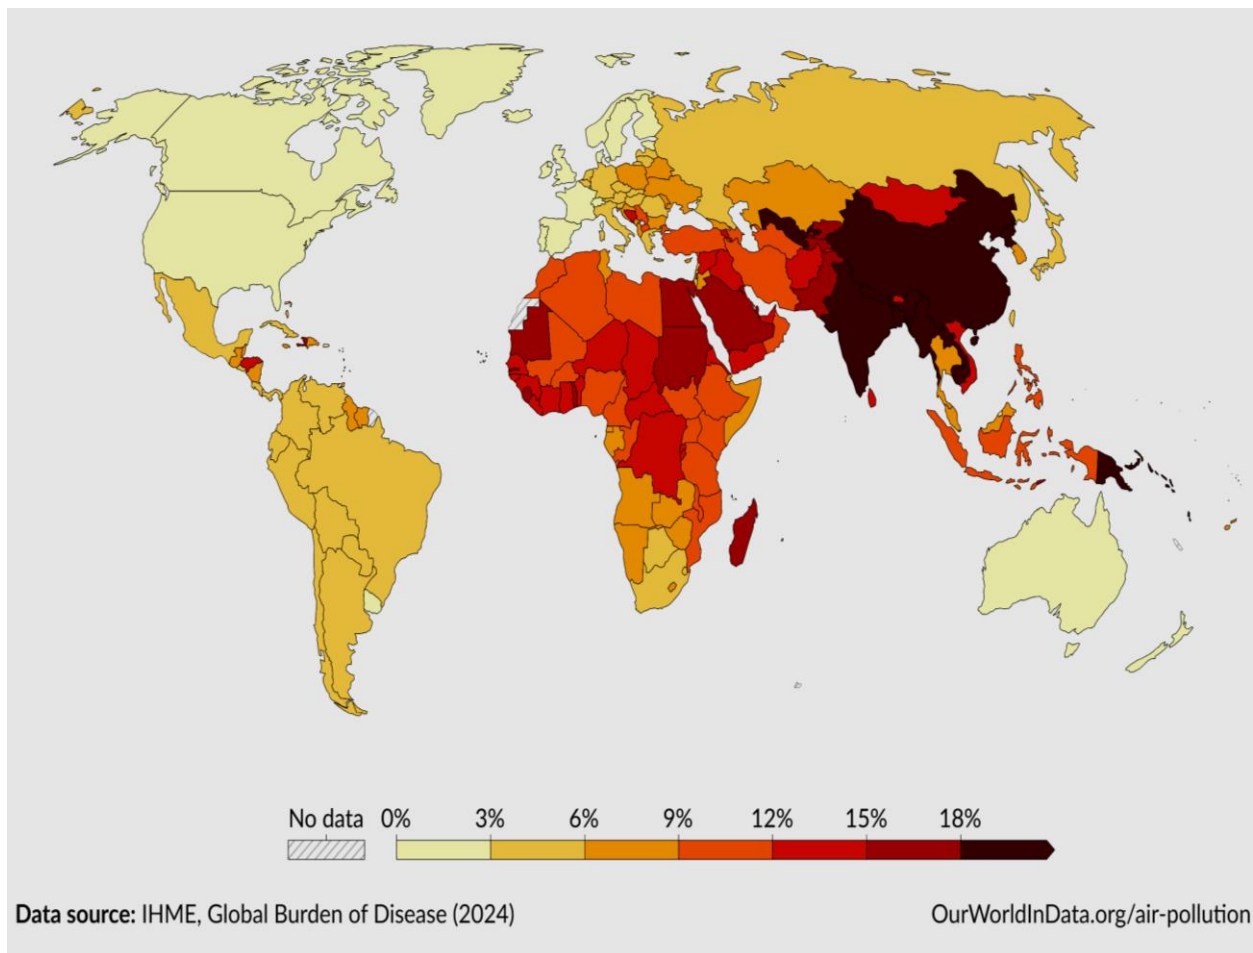 No data 0% 3% 6% 9% 12% 15% 18%
Data source: IHME, Global Burden of Disease (2024) OurWorldInData.org/air-pollution